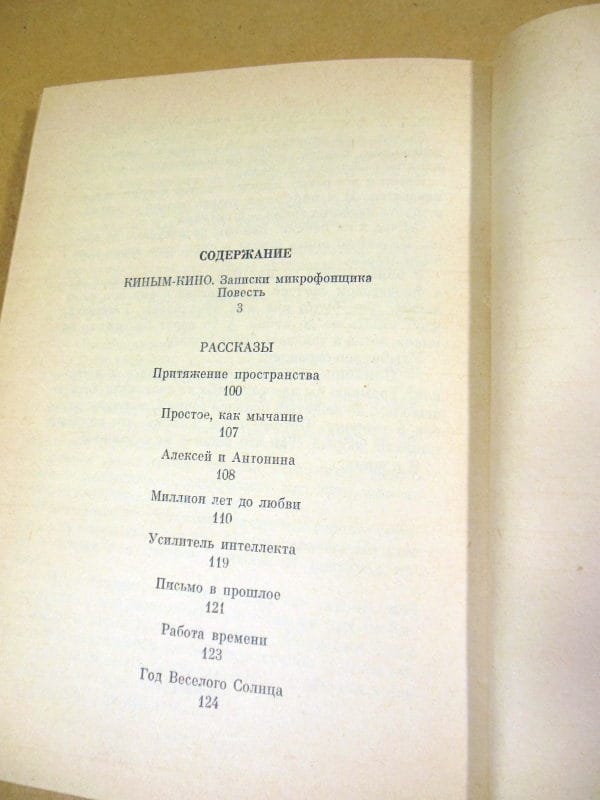 СОДЕРЖАНИЕ
КИНЫМ-КИНО. Записки микрофонщика
Повесть
3
РАССКАЗЫ
Притяжение пространства
100
Простое, как мычание
107
Алексей и Антонина
108
Миллион лет до любви
110
Усилитель интеллекта
119
Письмо в прошлое
121
Работа времени
123
Год Веселого Солнца
124